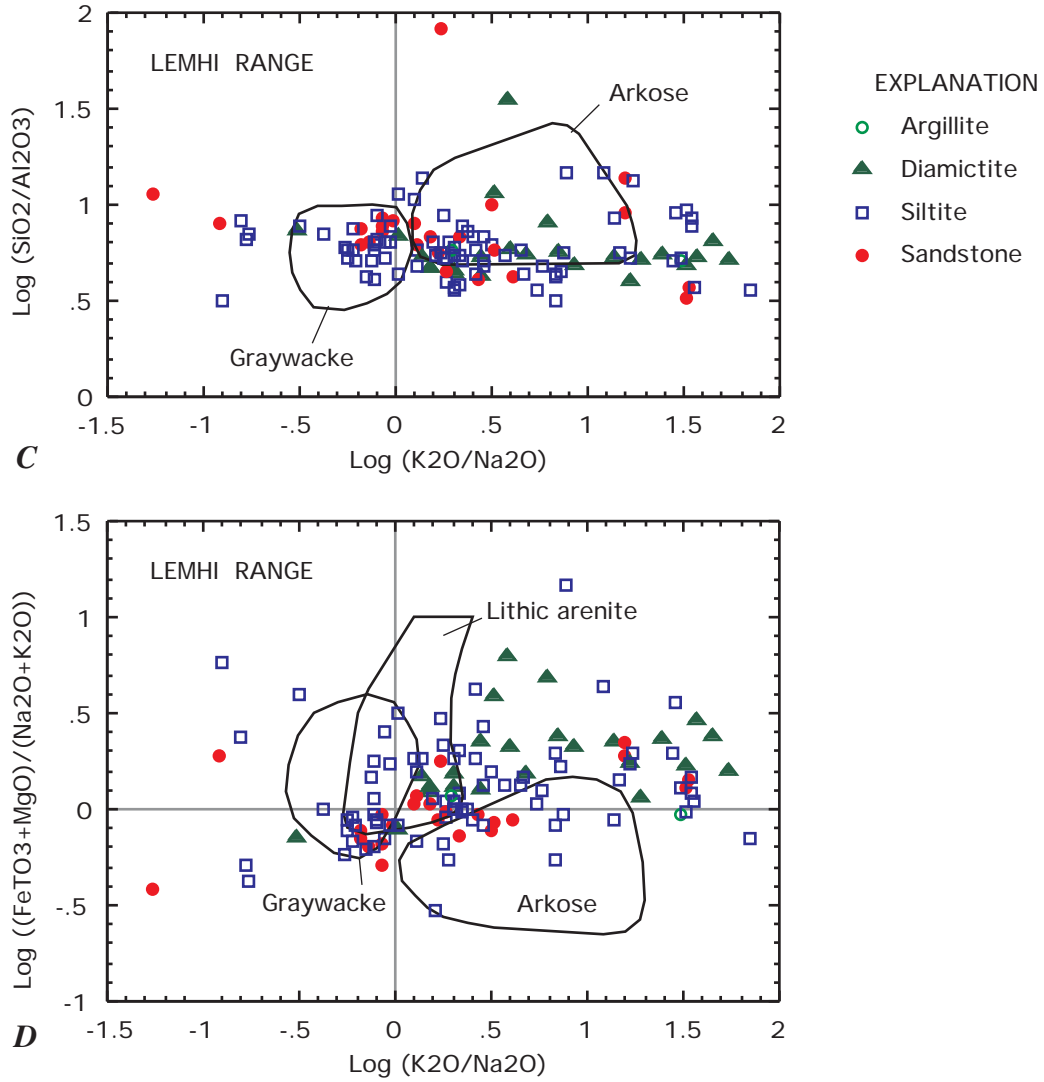 2
LEMHI RANGE
Arkose
1.5
Log (SiO2/Al2O3)
1
.5
Graywacke
0
-1.5
-1
-.5
0
.5
1
1.5
2
C
Log (K2O/Na2O)
EXPLANATION
Argillite
Diamictite
Siltite
Sandstone
1.5
LEMHI RANGE
Lithic arenite
1
Log ((FeTO3+MgO)/(Na2O+K2O))
.5
0
Graywacke
Arkose
-.5
-1
-1.5
-1
-.5
0
.5
1
1.5
2
D
Log (K2O/Na2O)